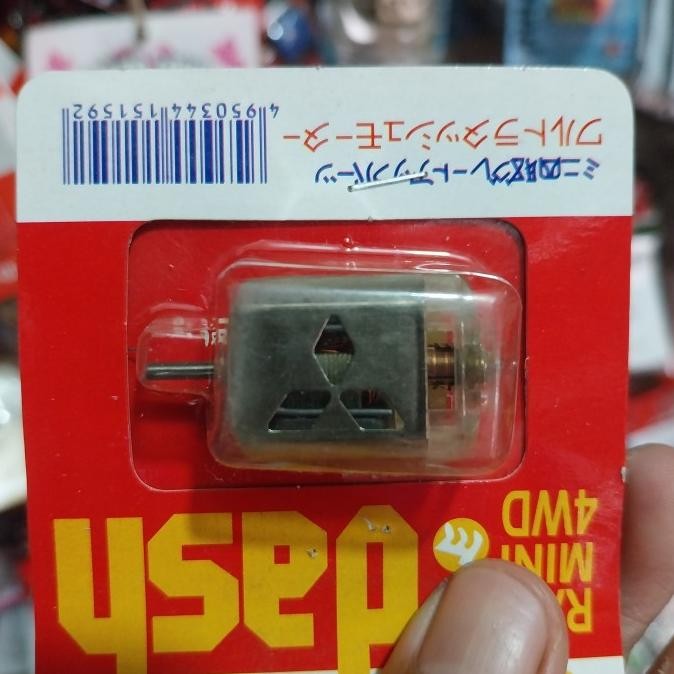 MINI
4WD
dash
ミニ四駆グレードアップパーツ
ウルトラダッシュモーター
4 950344 151592